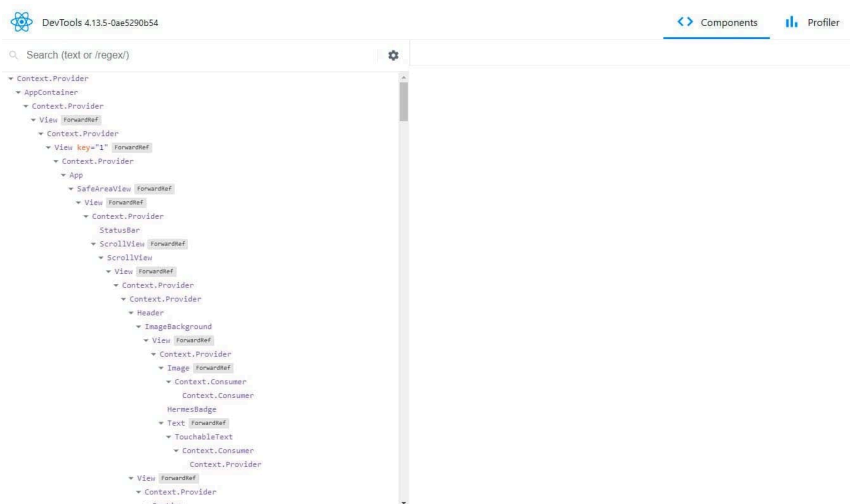 DevTools 4.13.5-0ae5290b54
Components
Profiler
Search (text or /regex/)
Context.Provider
AppContainer
Context.Provider
View ForwardRef
Context.Provider
View key="1" ForwardRef
Context.Provider
App
SafeAreaView ForwardRef
View ForwardRef
Context.Provider
StatusBar
ScrollView ForwardRef
ScrollView
View ForwardRef
Context.Provider
Context.Provider
Header
ImageBackground
View ForwardRef
Context.Provider
Image ForwardRef
Context.Consumer
Context.Consumer
HermesBadge
Text ForwardRef
TouchableText
Context.Consumer
Context.Provider
View ForwardRef
Context.Provider